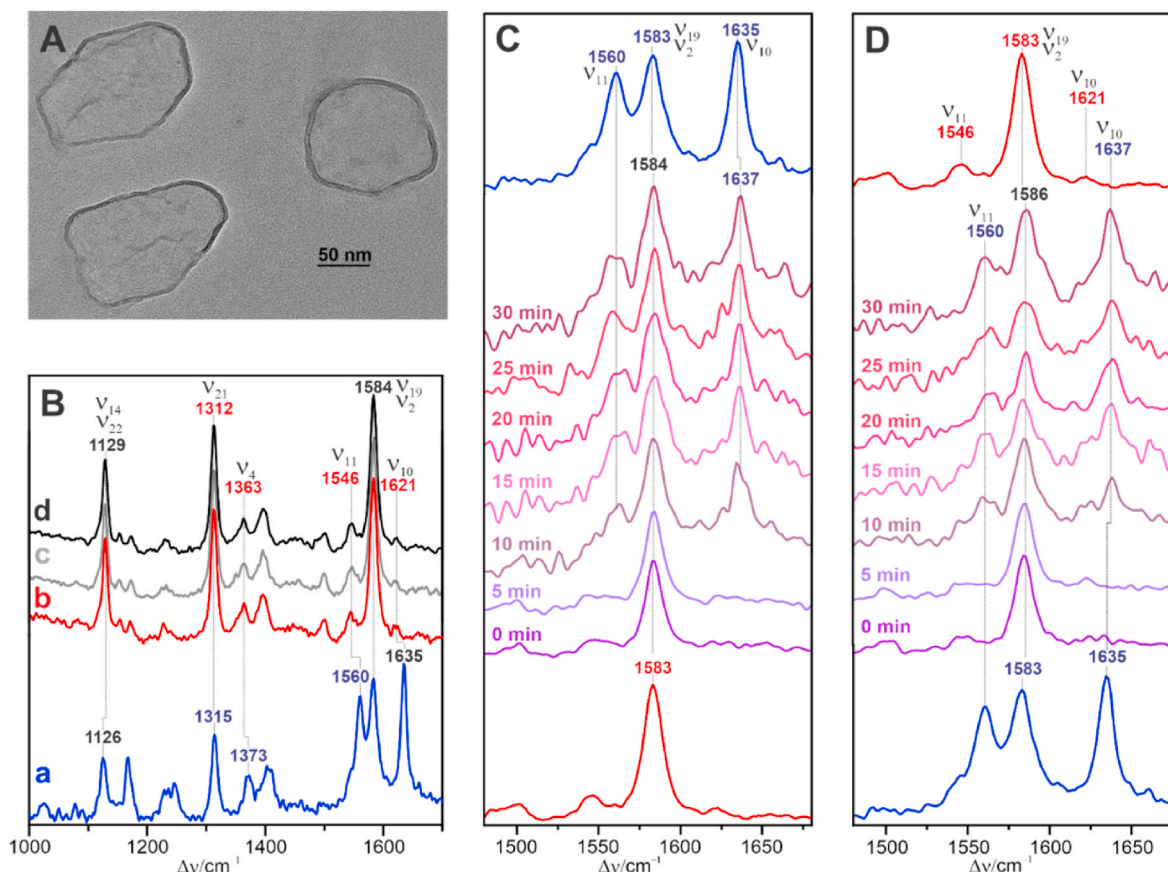 A
50 nm
B
ν14
ν22
1129
ν21
1312
ν4
1363
1584 ν19
ν2
ν11
1546
ν10
1621
d
c
b
a
1126
1315
1373
1560
1635
1000 1200 1400 1600
Δν/cm⁻¹
C
1560
ν11
1583 ν19
ν2
1635
ν10
1584
1637
30 min
25 min
20 min
15 min
10 min
5 min
0 min
1583
1500 1550 1600 1650
Δν/cm⁻¹
D
1583 ν19
ν2
ν10
1621
ν11
1546
ν10
1637
ν11
1560
1586
30 min
25 min
20 min
15 min
10 min
5 min
0 min
1583
1635
1500 1550 1600 1650
Δν/cm⁻¹